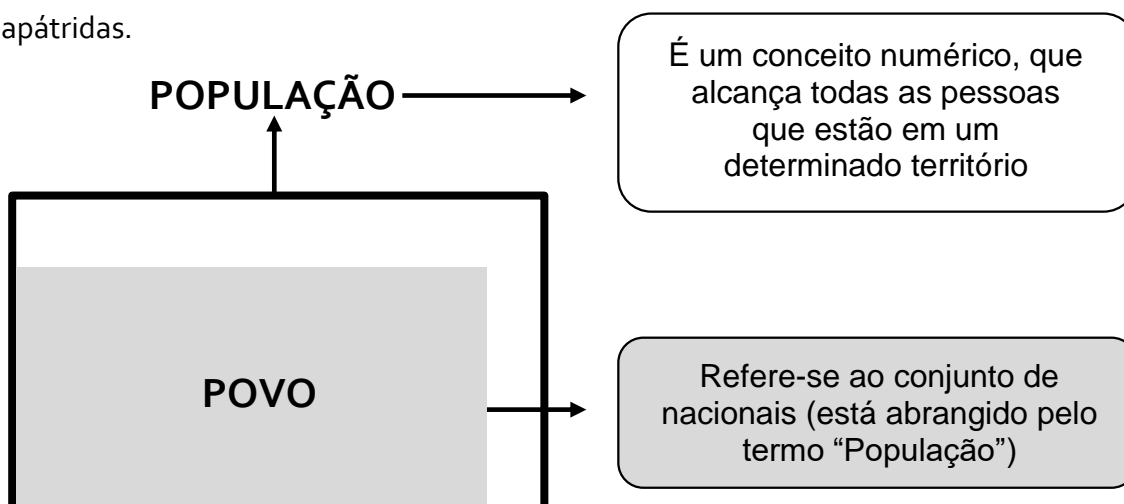 apátridas.
POPULAÇÃO
É um conceito numérico, que
alcança todas as pessoas
que estão em um
determinado território
POVO
Refere-se ao conjunto de
nacionais (está abrangido pelo
termo “População”)